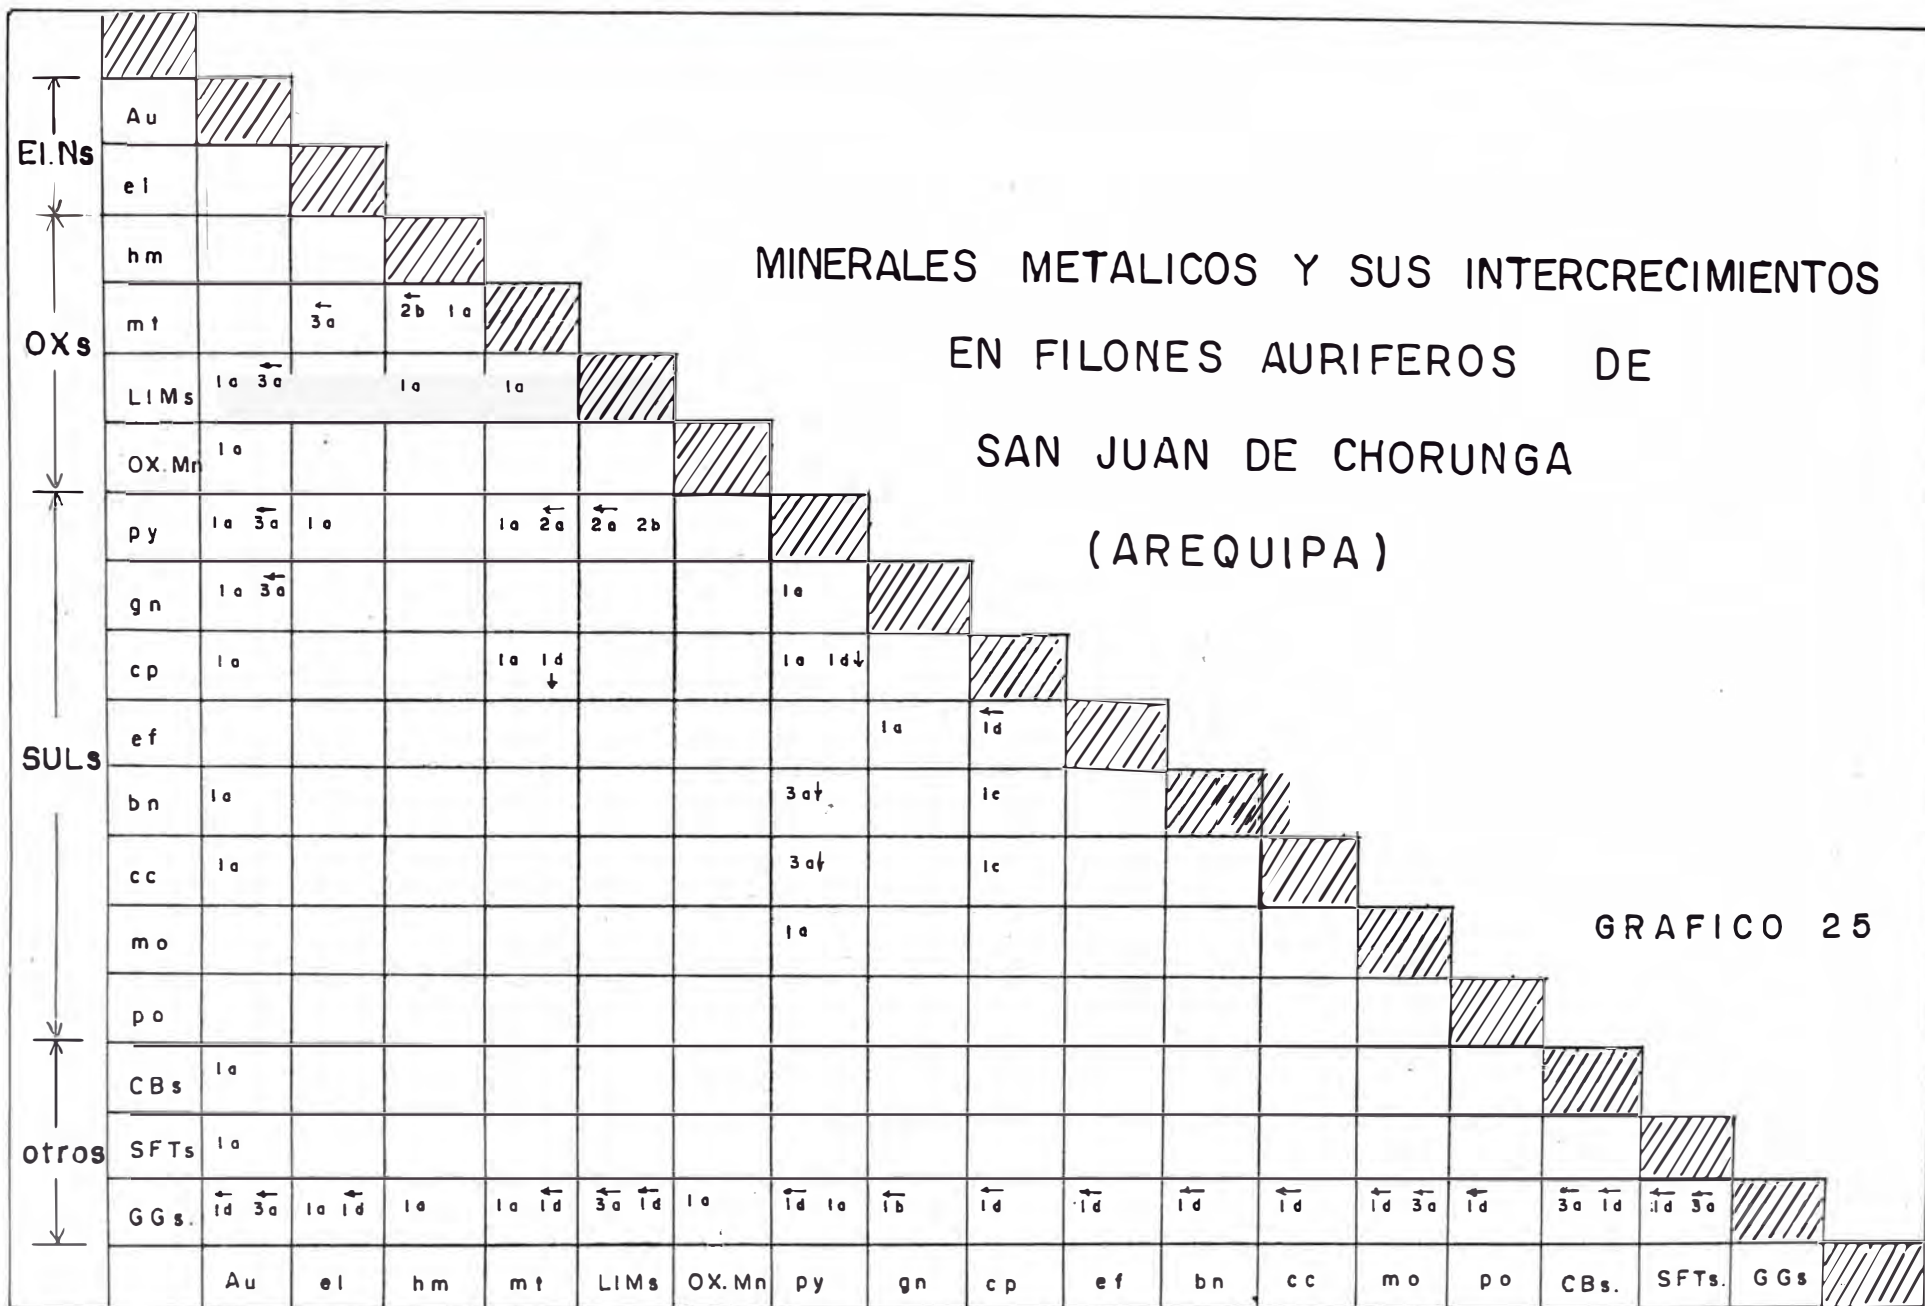 Au
El.Ns
el
hm
MINERALES METALICOS Y SUS INTERCRECIMIENTOS
mt 3a 2b 1a
OXs
EN FILONES AURIFEROS DE
LIMs 1a 3a 1a 1a
OX.Mn 1a
SAN JUAN DE CHORUNGA
py 1a 3a 1a 1a 2a 2a 2b
(AREQUIPA)
gn 1a 3a 1a
cp 1a 1a 1d 1a 1d
ef 1a 1d
SULs
bn 1a 3a 1c
cc 1a 3a 1c
mo 1a
GRAFICO 25
po
CBs 1a
otros
SFTs 1a
GGs. 1d 3a 1a 1d 1a 1a 1d 3a 1d 1a 1d 1a 1b 1d 1d 1d 1d 1d 3a 1d 3a 1d 1d 3a
Au el hm mt LIMs OX.Mn py gn cp ef bn cc mo po CBs. SFTs. GGs